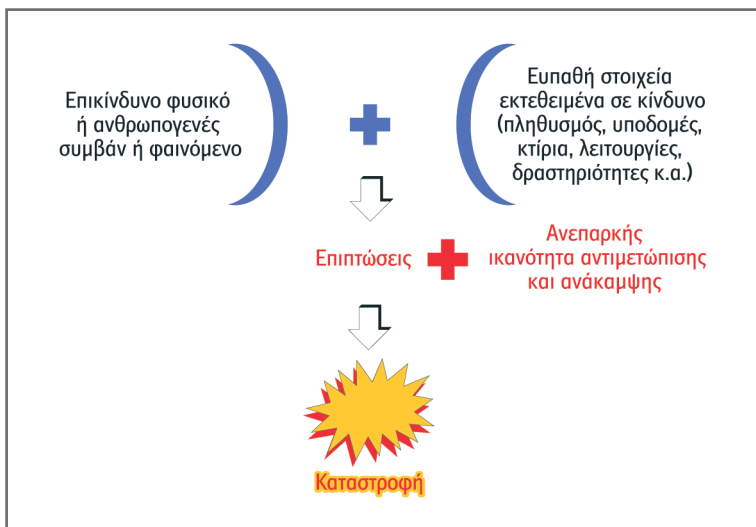 Επικίνδυνο φυσικό
ή ανθρωπογενές
συμβάν ή φαινόμενο
Ευπαθή στοιχεία
εκτεθειμένα σε κίνδυνο
(πληθυσμός, υποδομές,
κτίρια, λειτουργίες,
δραστηριότητες κ.α.)
Επιπτώσεις
Ανεπαρκής
ικανότητα αντιμετώπισης
και ανάκαμψης
Καταστροφή